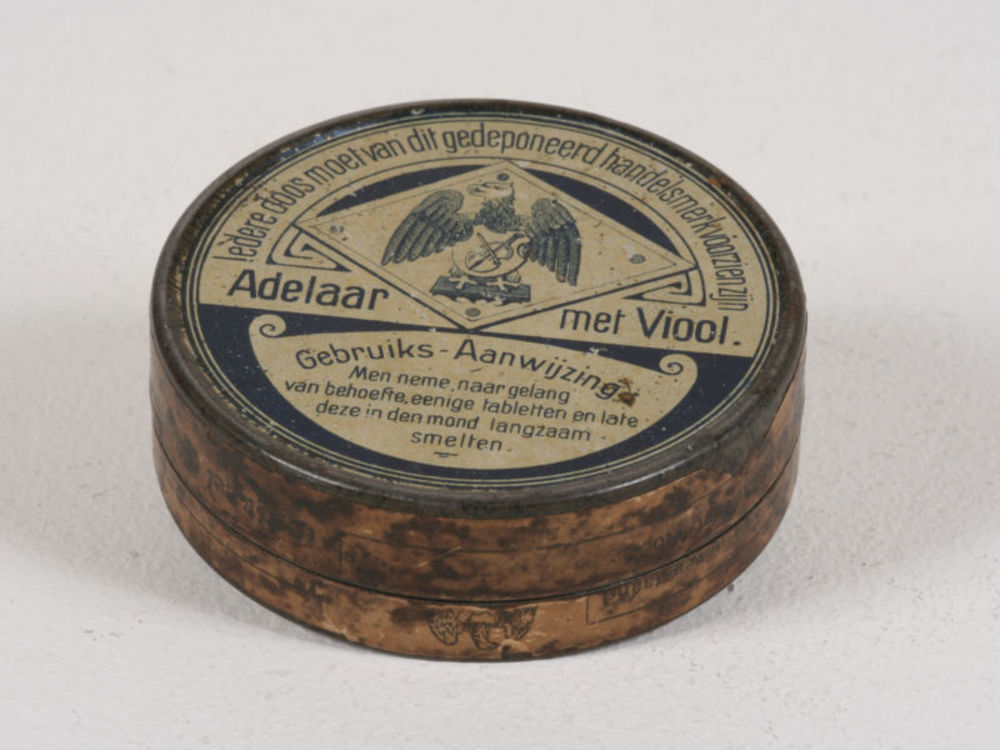 Iedere doos moet van dit gedeponeerd handelsmerk voorzien zijn
Adelaar met Viool.
Gebruiks-Aanwijzing:
Men neme, naar gelang
van behoefte, eenige tabletten en late
deze in den mond langzaam
smelten.